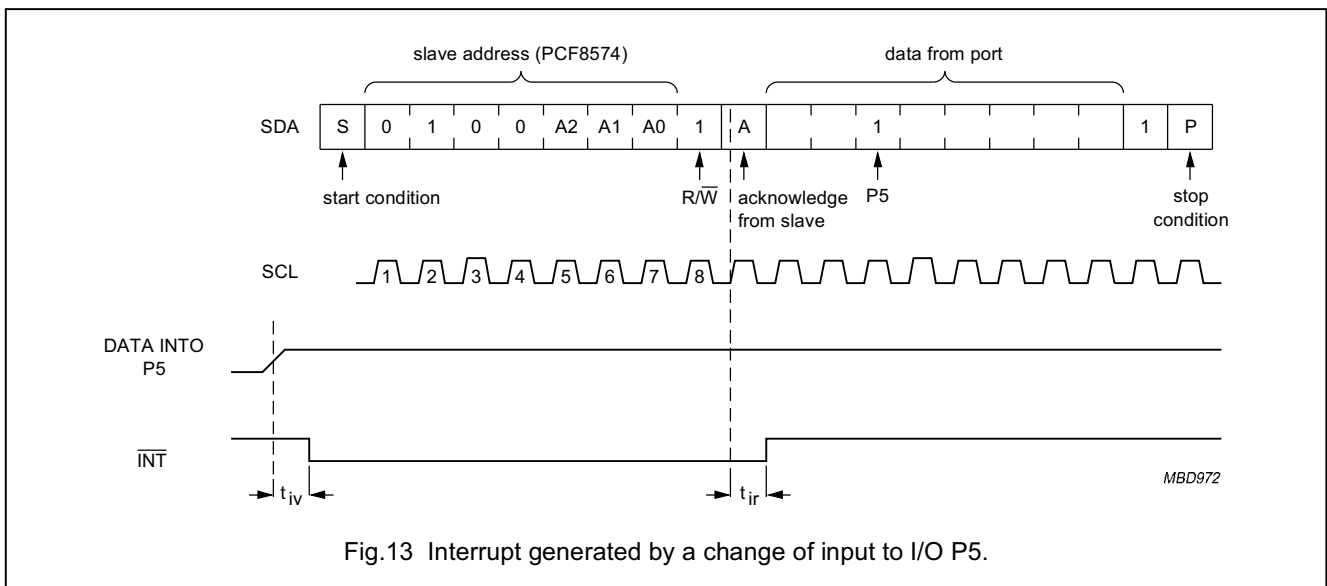 slave address (PCF8574) data from port
SDA S 0 1 0 0 A2 A1 A0 1 A 1 1 P
start condition R/W̅ acknowledge from slave P5 stop condition
SCL 1 2 3 4 5 6 7 8
DATA INTO P5
I̅N̅T̅
t iv t ir
MBD972
Fig.13 Interrupt generated by a change of input to I/O P5.